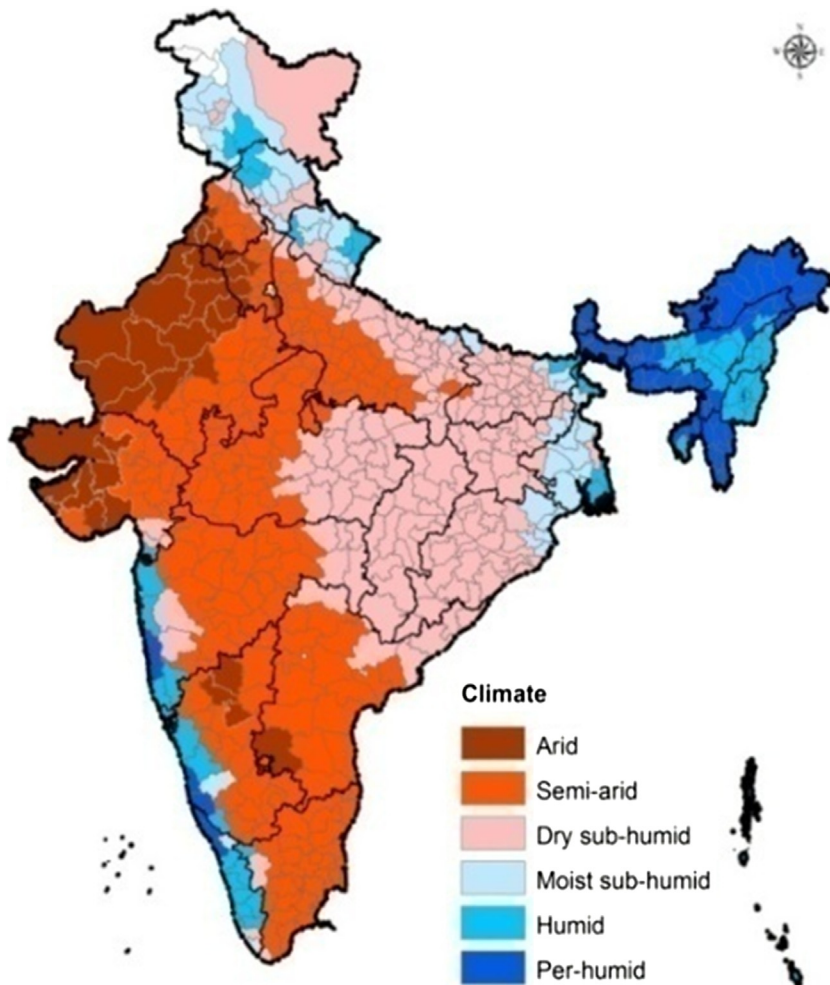 N
W
E
S
Climate
Arid
Semi-arid
Dry sub-humid
Moist sub-humid
Humid
Per-humid